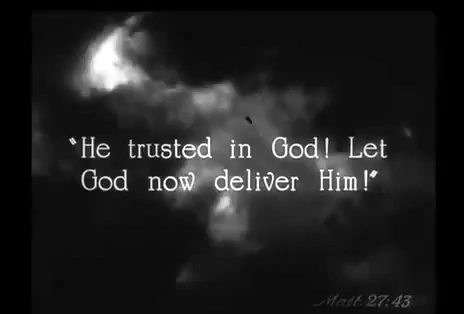 "He trusted in God! Let
God now deliver Him!"
Matt. 27:43